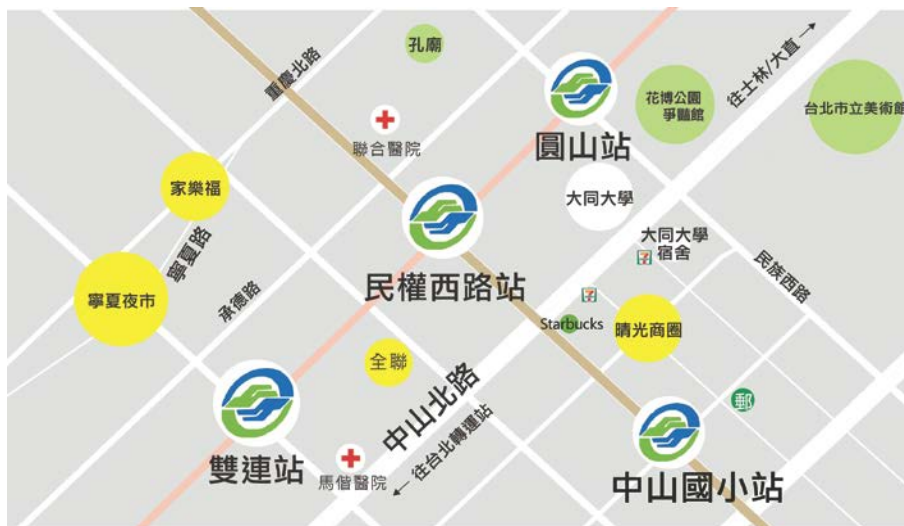 孔廟
重慶北路
往士林/大直
花博公園
爭豔館
台北市立美術館
聯合醫院
圓山站
家樂福
大同大學
大同大學
宿舍
寧夏路
民族西路
民權西路站
承德路
寧夏夜市
7
7
Starbucks
晴光商圈
全聯
中山北路
郵
往台北轉運站
雙連站
馬偕醫院
中山國小站